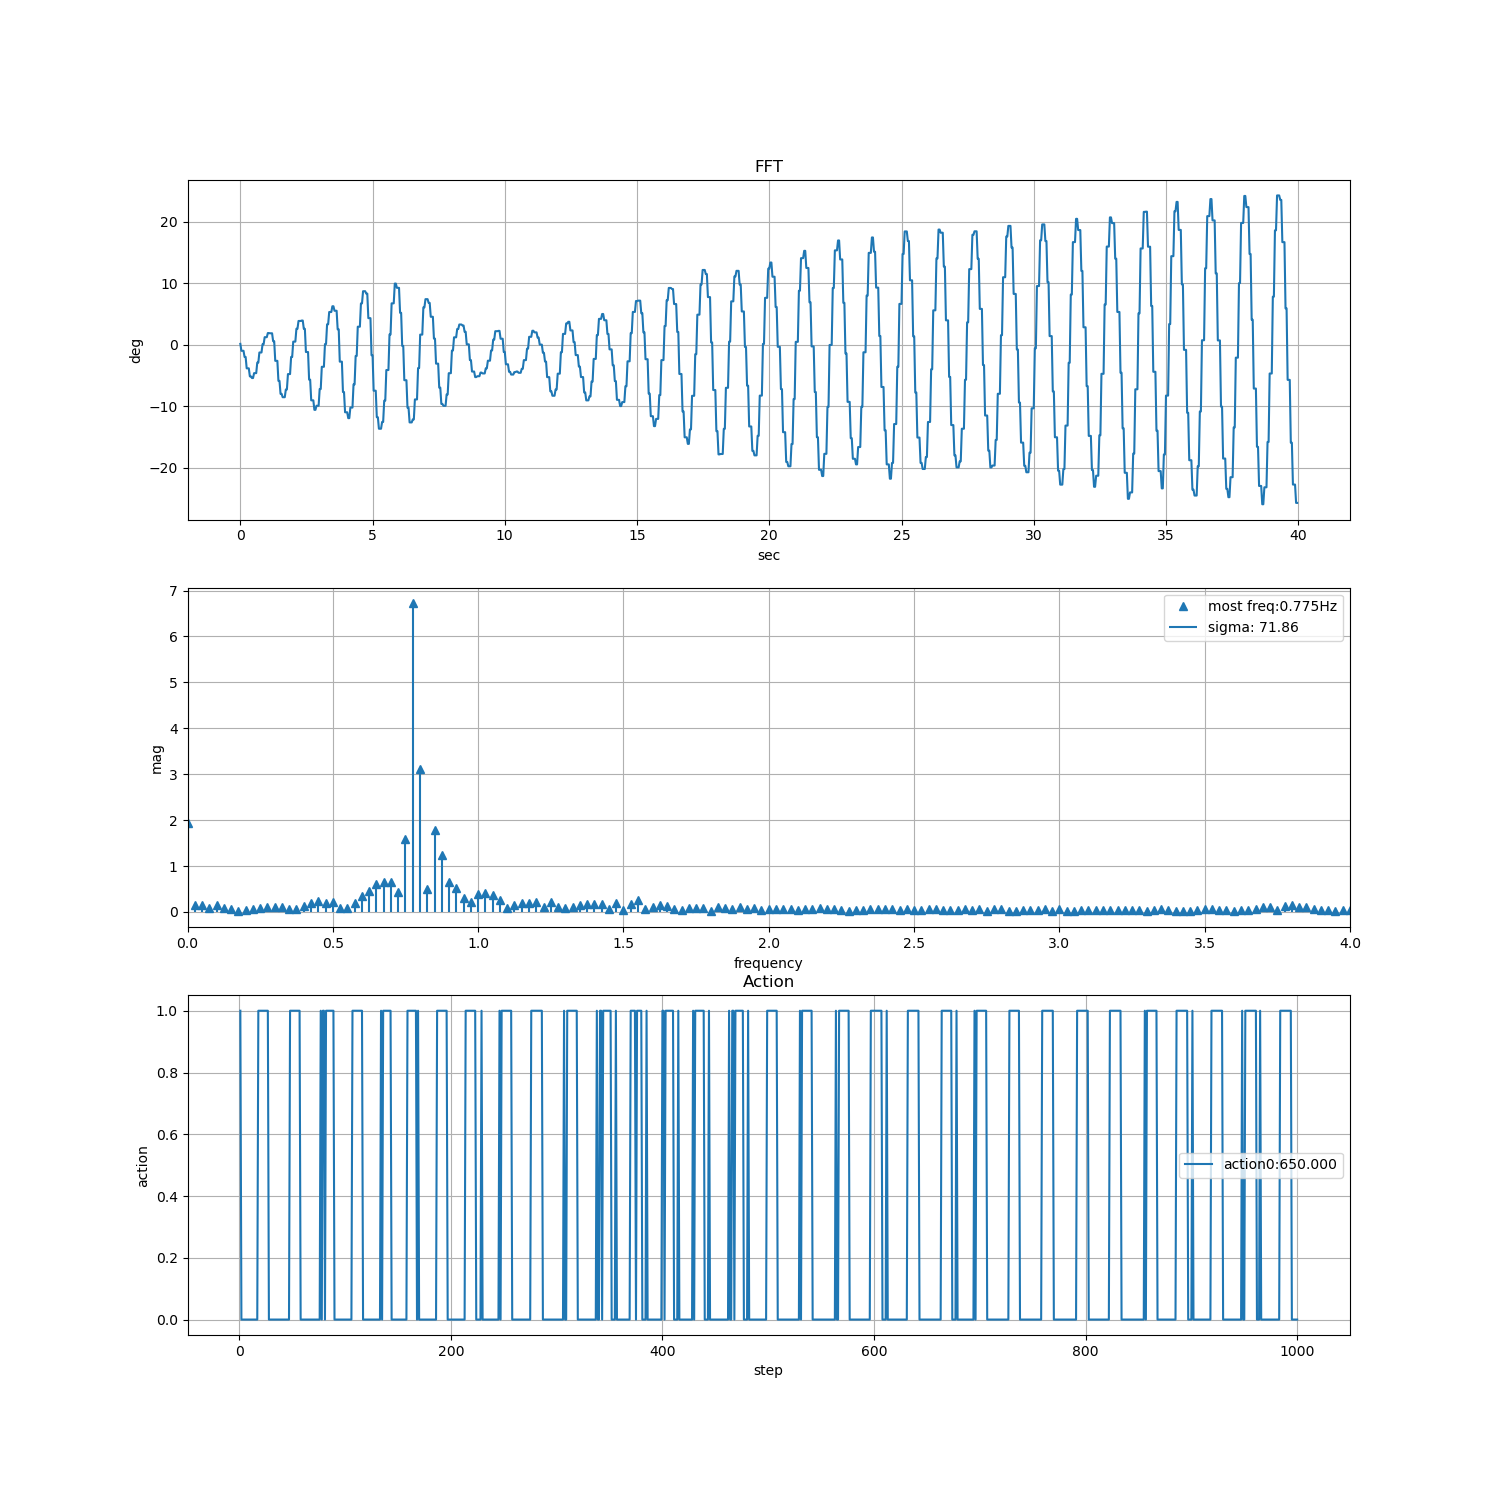 FFT
20
10
0
−10
−20
deg
0 5 10 15 20 25 30 35 40
sec
7
6
5
4
3
2
1
0
mag
most freq:0.775Hz
sigma: 71.86
0.0 0.5 1.0 1.5 2.0 2.5 3.0 3.5 4.0
frequency
Action
1.0
0.8
0.6
0.4
0.2
0.0
action
action0:650.000
0 200 400 600 800 1000
step